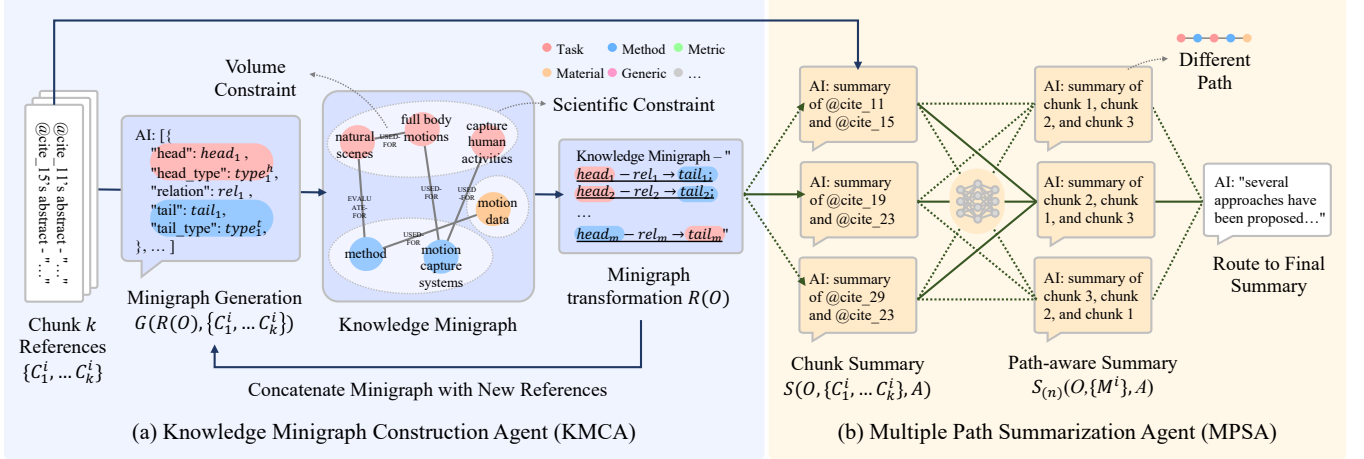 Task
Method
Metric
Material
Generic
…
Volume
Constraint
Scientific Constraint
Different
Path
@cite_11's abstract - "…"
@cite_15's abstract - "…"
Chunk k
References
{C₁ⁱ, … Cₖⁱ}
AI: [{
"head": head₁ ,
"head_type": type₁ʰ,
"relation": rel₁ ,
"tail": tail₁,
"tail_type": type₁ᵗ,
}, … ]
Minigraph Generation
G(R(O), {C₁ⁱ, … Cₖⁱ})
natural
scenes
full body
motions
capture
human
activities
USED-
FOR
EVALU
ATE-
FOR
USED-
FOR
USED
-FOR
USED-
FOR
motion
data
method
motion
capture
systems
Knowledge Minigraph
Knowledge Minigraph – "
head₁ – rel₁ → tail₁;
head₂ – rel₂ → tail₂;
…
headₘ – relₘ → tailₘ"
Minigraph
transformation R(O)
Concatenate Minigraph with New References
(a) Knowledge Minigraph Construction Agent (KMCA)
AI: summary
of @cite_11
and @cite_15
AI: summary
of @cite_19
and @cite_23
AI: summary
of @cite_29
and @cite_23
Chunk Summary
S(O, {C₁ⁱ, … Cₖⁱ}, A)
AI: summary of
chunk 1, chunk
2, and chunk 3
AI: summary of
chunk 2, chunk
1, and chunk 3
AI: summary of
chunk 3, chunk
2, and chunk 1
Path-aware Summary
S₍ₙ₎(O, {Mⁱ}, A)
AI: "several
approaches have
been proposed…"
Route to Final
Summary
(b) Multiple Path Summarization Agent (MPSA)